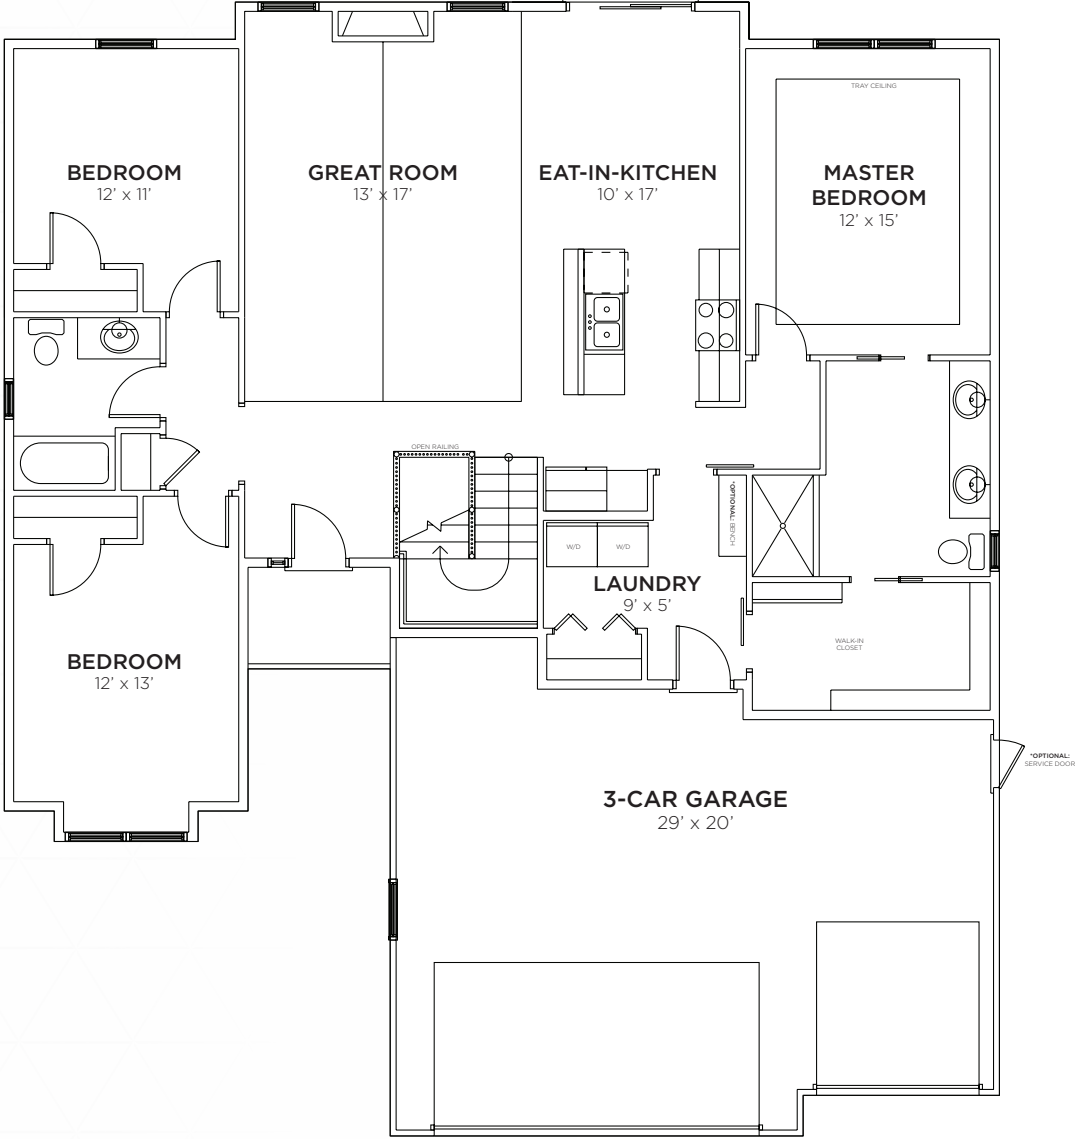 TRAY CEILING
BEDROOM
12’ x 11’
GREAT ROOM
13’ x 17’
EAT-IN-KITCHEN
10’ x 17’
MASTER
BEDROOM
12’ x 15’
OPEN RAILING
*OPTIONAL: BENCH
W/D
W/D
LAUNDRY
9’ x 5’
WALK-IN
CLOSET
BEDROOM
12’ x 13’
*OPTIONAL:
SERVICE DOOR
3-CAR GARAGE
29’ x 20’